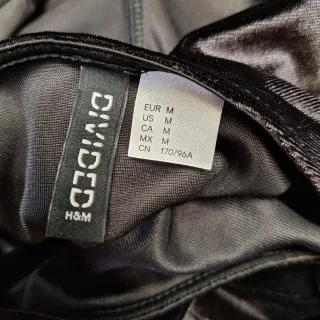 DIVIDED
H&M
EUR M
US M
CA M
MX M
CN 170/96A